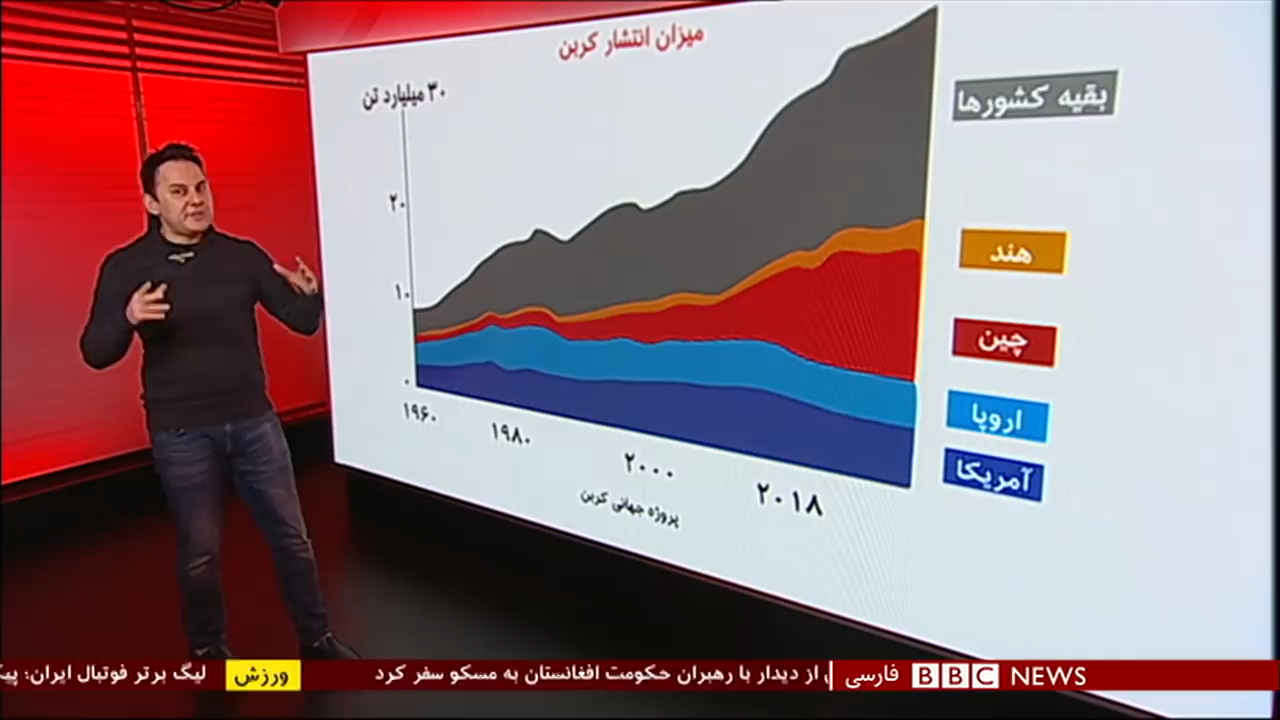 میزان انتشار کربن
۳۰ میلیارد تن
۲۰
۱۰
۰
۱۹۶۰
۱۹۸۰
۲۰۰۰
۲۰۱۸
پروژه جهانی کربن
بقیه کشورها
هند
چین
اروپا
آمریکا
BBC NEWS فارسی
از دیدار با رهبران حکومت افغانستان به مسکو سفر کرد
ورزش
لیگ برتر فوتبال ایران؛